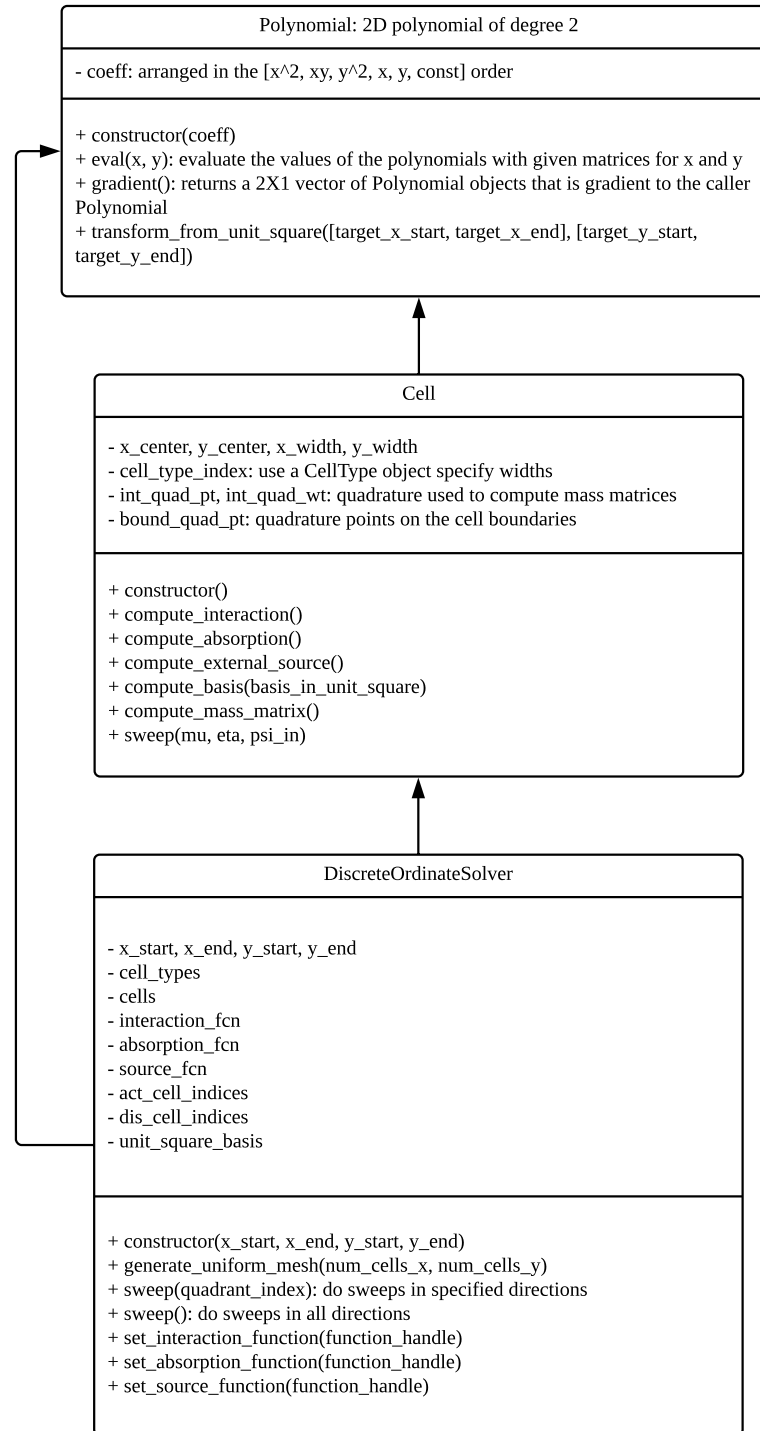 Polynomial: 2D polynomial of degree 2
- coeff: arranged in the [x^2, xy, y^2, x, y, const] order
+ constructor(coeff)
+ eval(x, y): evaluate the values of the polynomials with given matrices for x and y
+ gradient(): returns a 2X1 vector of Polynomial objects that is gradient to the caller
Polynomial
+ transform_from_unit_square([target_x_start, target_x_end], [target_y_start,
target_y_end])
Cell
- x_center, y_center, x_width, y_width
- cell_type_index: use a CellType object specify widths
- int_quad_pt, int_quad_wt: quadrature used to compute mass matrices
- bound_quad_pt: quadrature points on the cell boundaries
+ constructor()
+ compute_interaction()
+ compute_absorption()
+ compute_external_source()
+ compute_basis(basis_in_unit_square)
+ compute_mass_matrix()
+ sweep(mu, eta, psi_in)
DiscreteOrdinateSolver
- x_start, x_end, y_start, y_end
- cell_types
- cells
- interaction_fcn
- absorption_fcn
- source_fcn
- act_cell_indices
- dis_cell_indices
- unit_square_basis
+ constructor(x_start, x_end, y_start, y_end)
+ generate_uniform_mesh(num_cells_x, num_cells_y)
+ sweep(quadrant_index): do sweeps in specified directions
+ sweep(): do sweeps in all directions
+ set_interaction_function(function_handle)
+ set_absorption_function(function_handle)
+ set_source_function(function_handle)